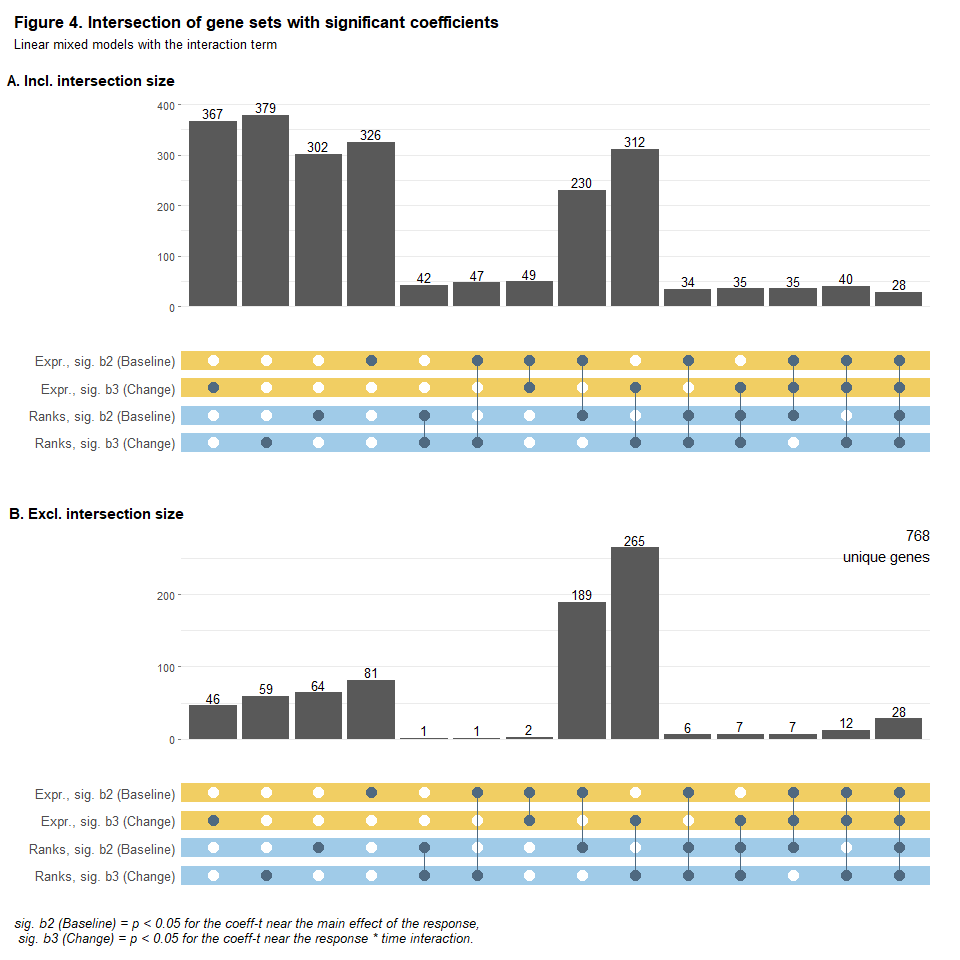 Figure 4. Intersection of gene sets with significant coefficients
Linear mixed models with the interaction term
A. Incl. intersection size
400
300
200
100
0
367
379
302
326
42
47
49
230
312
34
35
35
40
28
Expr., sig. b2 (Baseline)
Expr., sig. b3 (Change)
Ranks, sig. b2 (Baseline)
Ranks, sig. b3 (Change)
B. Excl. intersection size
768
unique genes
200
100
0
46
59
64
81
1
1
2
189
265
6
7
7
12
28
Expr., sig. b2 (Baseline)
Expr., sig. b3 (Change)
Ranks, sig. b2 (Baseline)
Ranks, sig. b3 (Change)
sig. b2 (Baseline) = p < 0.05 for the coeff-t near the main effect of the response,
sig. b3 (Change) = p < 0.05 for the coeff-t near the response * time interaction.